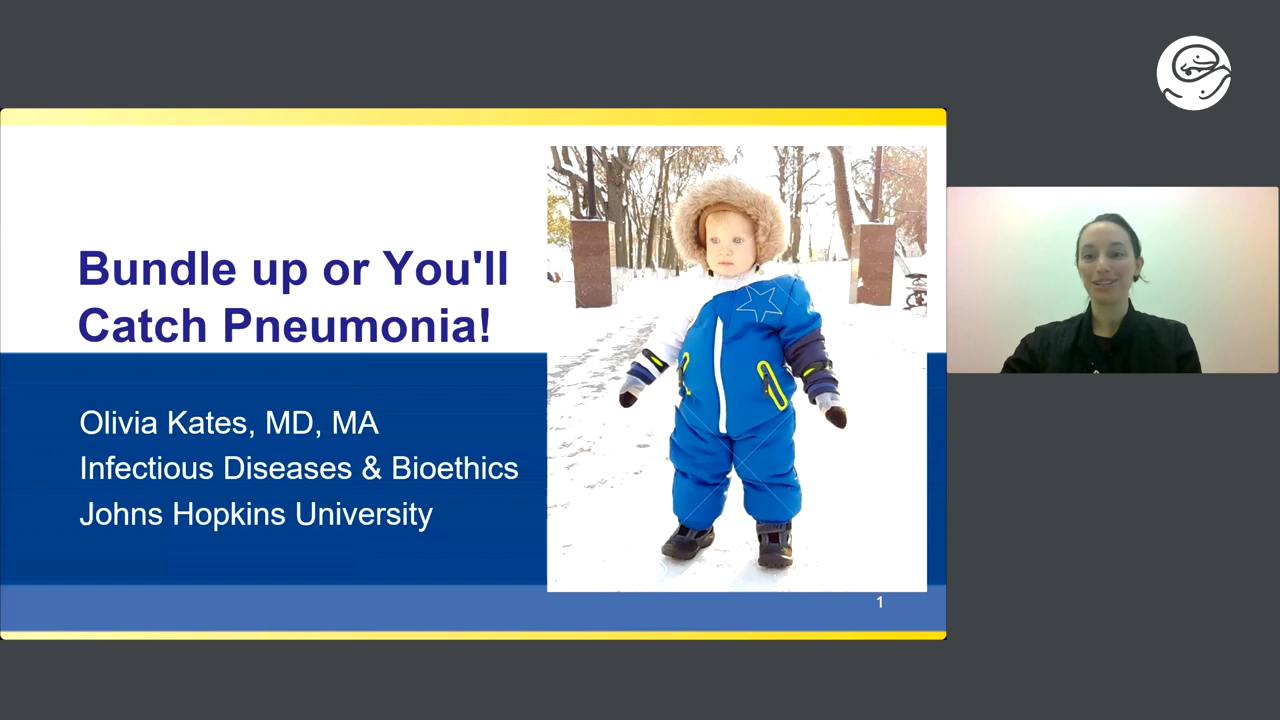 Bundle up or You'll
Catch Pneumonia!
Olivia Kates, MD, MA
Infectious Diseases & Bioethics
Johns Hopkins University
1